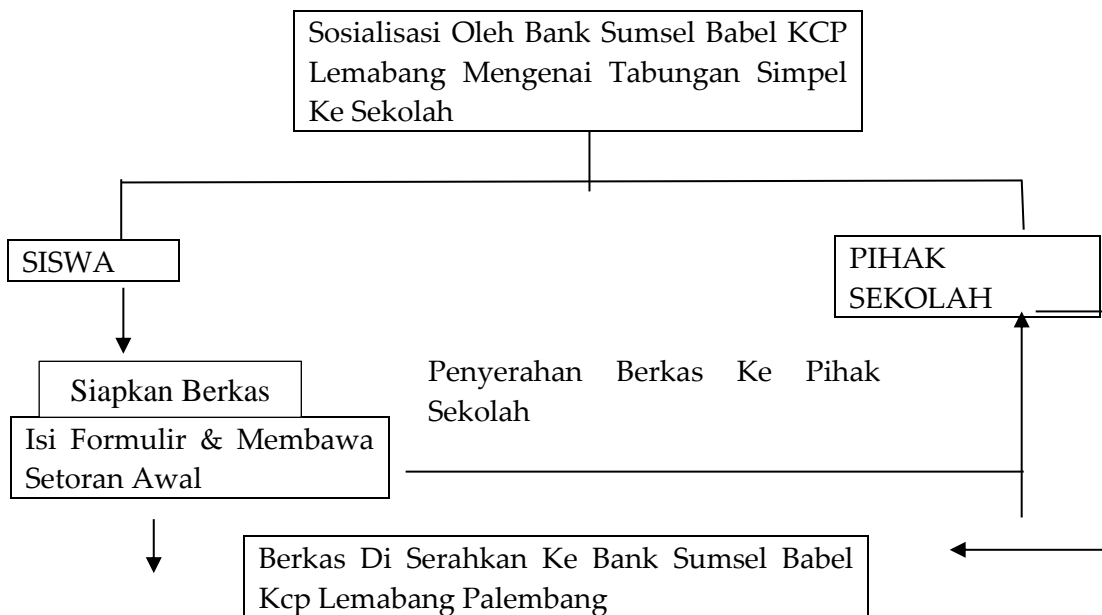 Sosialisasi Oleh Bank Sumsel Babel KCP
Lemabang Mengenai Tabungan Simpel
Ke Sekolah
SISWA
PIHAK
SEKOLAH
Siapkan Berkas
Penyerahan Berkas Ke Pihak
Sekolah
Isi Formulir & Membawa
Setoran Awal
Berkas Di Serahkan Ke Bank Sumsel Babel
Kcp Lemabang Palembang